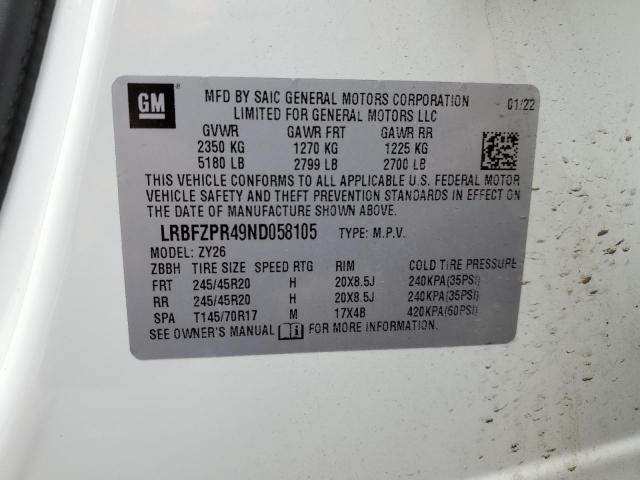 GM
®
MFD BY SAIC GENERAL MOTORS CORPORATION 01/22
LIMITED FOR GENERAL MOTORS LLC
GVWR GAWR FRT GAWR RR
2350 KG 1270 KG 1225 KG
5180 LB 2799 LB 2700 LB
THIS VEHICLE CONFORMS TO ALL APPLICABLE U.S. FEDERAL MOTOR
VEHICLE SAFETY AND THEFT PREVENTION STANDARDS IN EFFECT ON
THE DATE OF MANUFACTURE SHOWN ABOVE.
LRBFZPR49ND058105 TYPE: M.P.V.
MODEL: ZY26
ZBBH TIRE SIZE SPEED RTG RIM COLD TIRE PRESSURE
FRT 245/45R20 H 20X8.5J 240KPA(35PSI)
RR 245/45R20 H 20X8.5J 240KPA(35PSI)
SPA T145/70R17 M 17X4B 420KPA(60PSI)
SEE OWNER'S MANUAL FOR MORE INFORMATION.